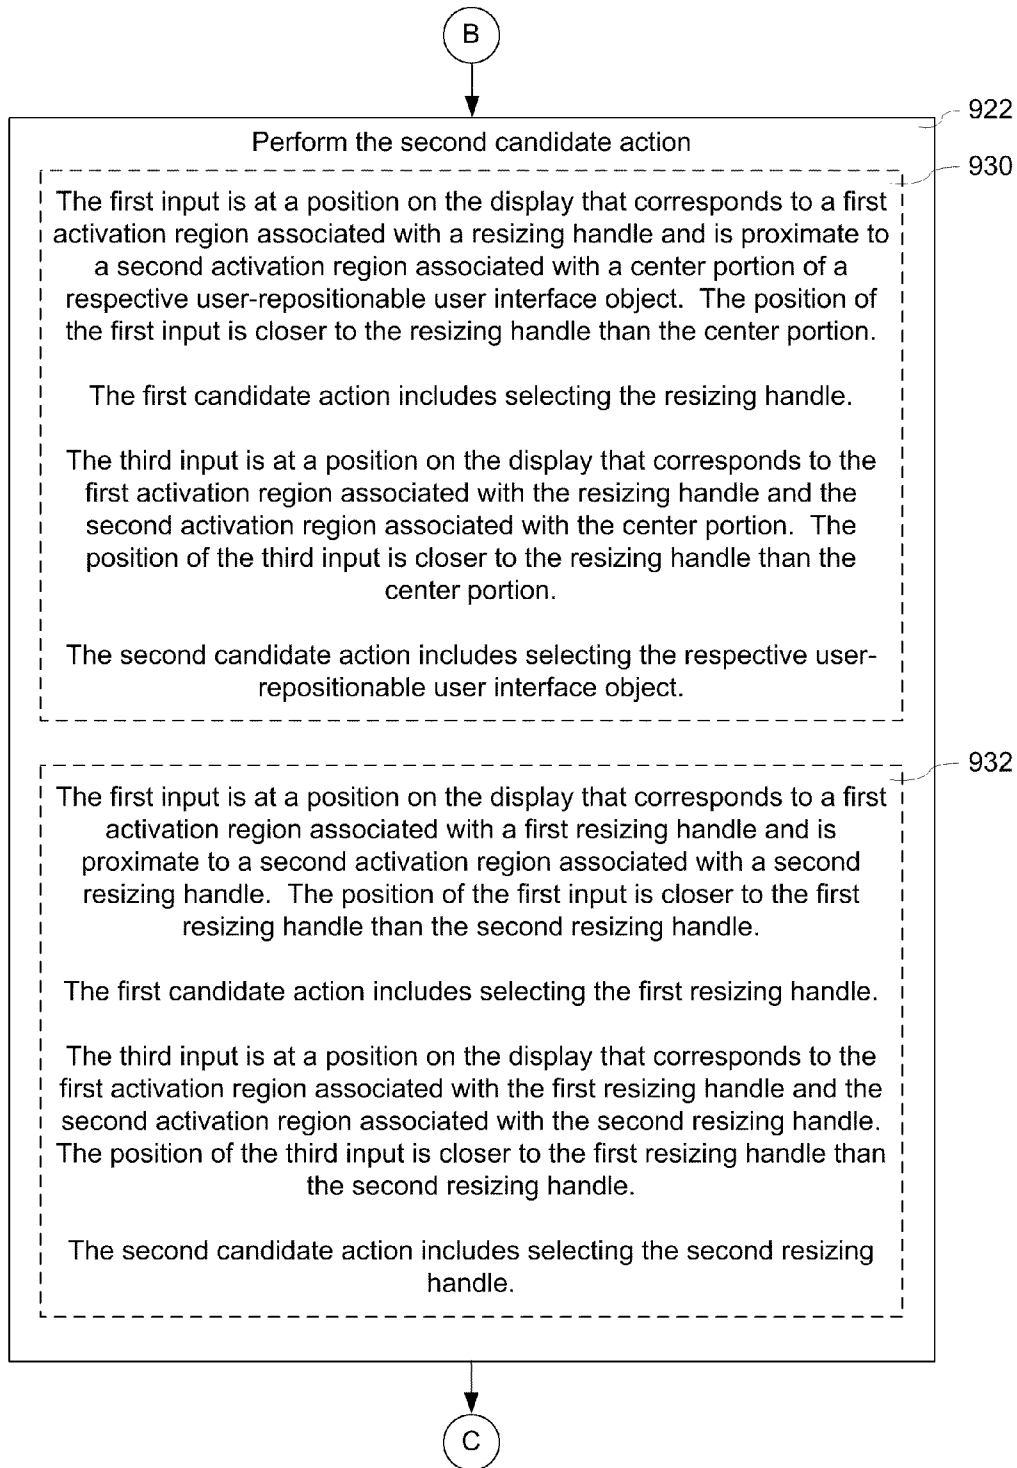 B
922
Perform the second candidate action
930
The first input is at a position on the display that corresponds to a first
activation region associated with a resizing handle and is proximate to
a second activation region associated with a center portion of a
respective user-repositionable user interface object.  The position of
the first input is closer to the resizing handle than the center portion.
The first candidate action includes selecting the resizing handle.
The third input is at a position on the display that corresponds to the
first activation region associated with the resizing handle and the
second activation region associated with the center portion.  The
position of the third input is closer to the resizing handle than the
center portion.
The second candidate action includes selecting the respective user-
repositionable user interface object.
932
The first input is at a position on the display that corresponds to a first
activation region associated with a first resizing handle and is
proximate to a second activation region associated with a second
resizing handle.  The position of the first input is closer to the first
resizing handle than the second resizing handle.
The first candidate action includes selecting the first resizing handle.
The third input is at a position on the display that corresponds to the
first activation region associated with the first resizing handle and the
second activation region associated with the second resizing handle.
The position of the third input is closer to the first resizing handle than
the second resizing handle.
The second candidate action includes selecting the second resizing
handle.
C